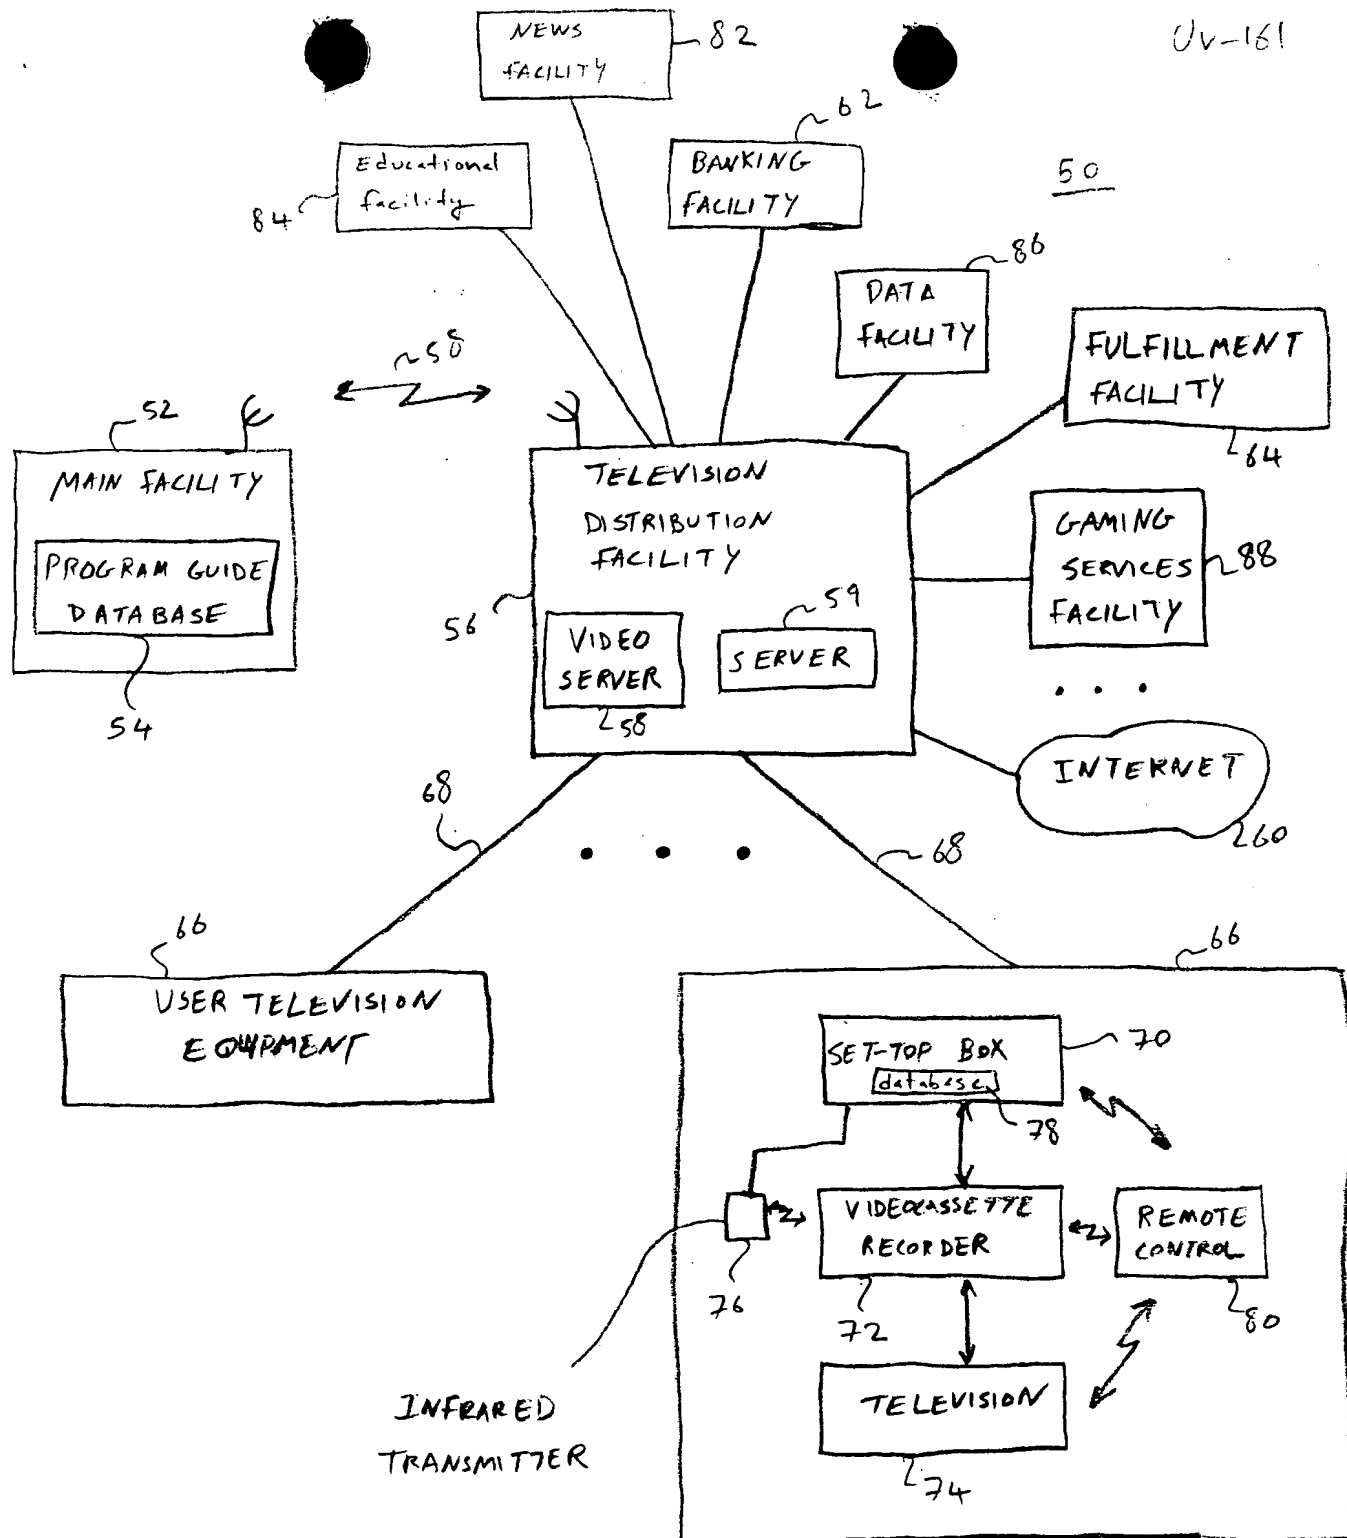 UV-161
NEWS
FACILITY
82
62
Educational
facility
84
BANKING
FACILITY
50
86
DATA
FACILITY
58
FULFILLMENT
FACILITY
64
52
MAIN FACILITY
PROGRAM GUIDE
DATABASE
54
TELEVISION
DISTRIBUTION
FACILITY
56
VIDEO
SERVER
58
59
SERVER
GAMING
SERVICES
FACILITY
88
INTERNET
60
68
68
66
USER TELEVISION
EQUIPMENT
66
SET-TOP BOX
database
70
78
VIDEOCASSETTE
RECORDER
REMOTE
CONTROL
76
72
80
TELEVISION
74
INFRARED
TRANSMITTER